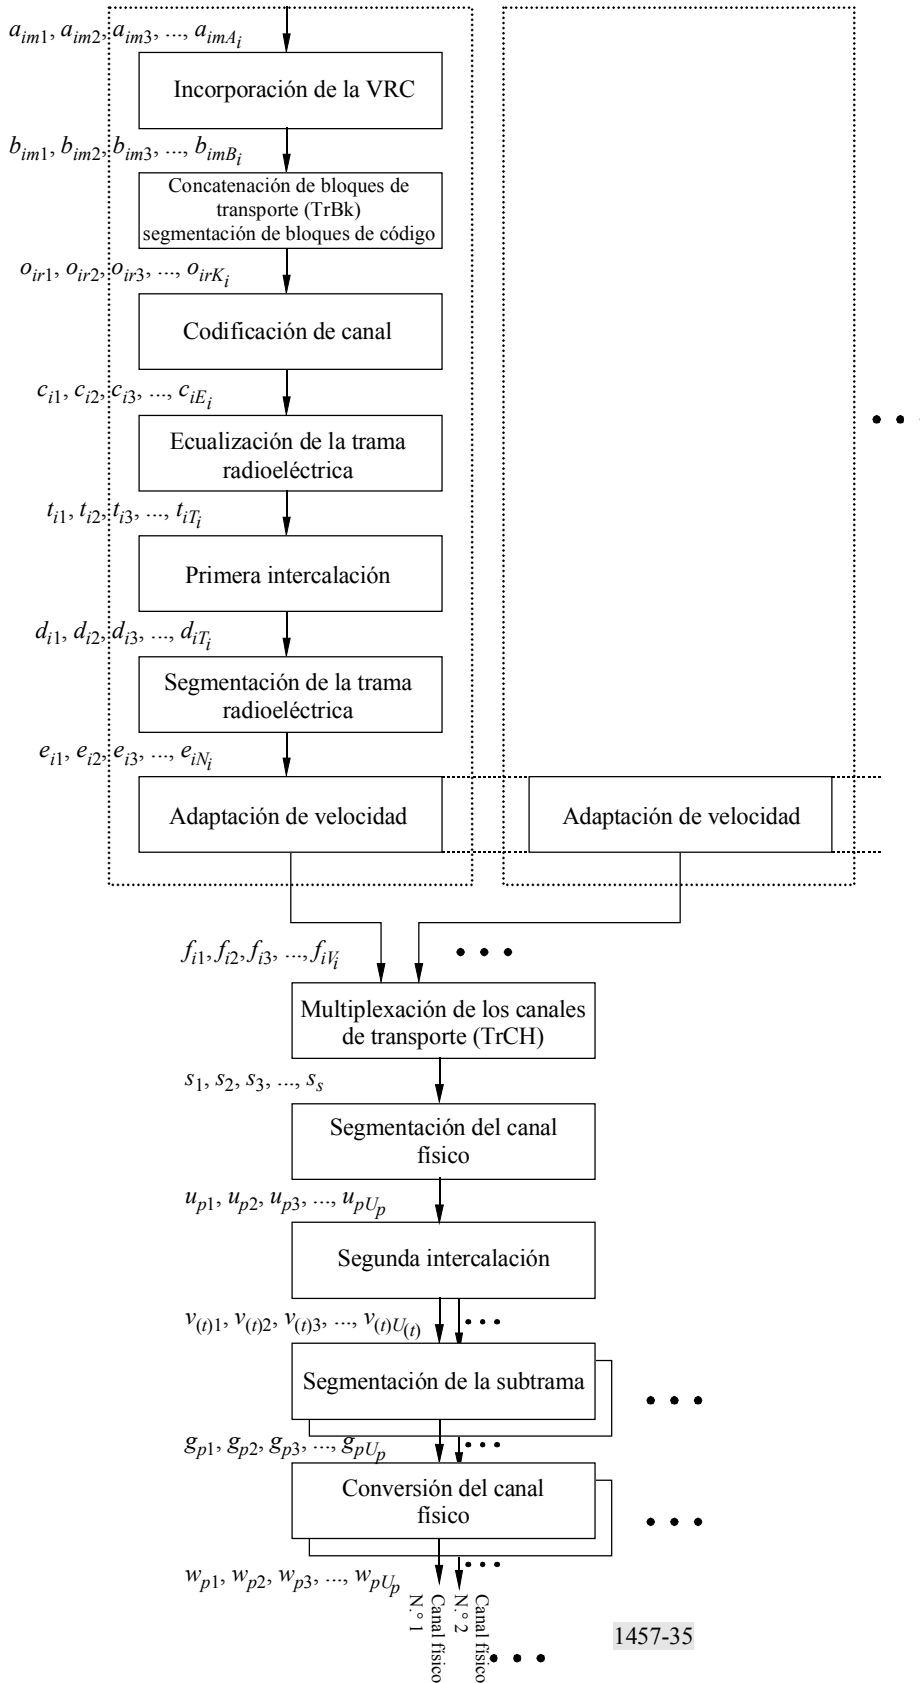 a_{im1}, a_{im2}, a_{im3}, ..., a_{imA_i}
Incorporación de la VRC
b_{im1}, b_{im2}, b_{im3}, ..., b_{imB_i}
Concatenación de bloques de
transporte (TrBk)
segmentación de bloques de código
o_{ir1}, o_{ir2}, o_{ir3}, ..., o_{irK_i}
Codificación de canal
c_{i1}, c_{i2}, c_{i3}, ..., c_{iE_i}
Ecualización de la trama
radioeléctrica
t_{i1}, t_{i2}, t_{i3}, ..., t_{iT_i}
Primera intercalación
d_{i1}, d_{i2}, d_{i3}, ..., d_{iT_i}
Segmentación de la trama
radioeléctrica
e_{i1}, e_{i2}, e_{i3}, ..., e_{iN_i}
Adaptación de velocidad
Adaptación de velocidad
f_{i1}, f_{i2}, f_{i3}, ..., f_{iV_i}
Multiplexación de los canales
de transporte (TrCH)
s_1, s_2, s_3, ..., s_s
Segmentación del canal
físico
u_{p1}, u_{p2}, u_{p3}, ..., u_{pU_p}
Segunda intercalación
v_{(t)1}, v_{(t)2}, v_{(t)3}, ..., v_{(t)U_{(t)}}
Segmentación de la subtrama
g_{p1}, g_{p2}, g_{p3}, ..., g_{pU_p}
Conversión del canal
físico
w_{p1}, w_{p2}, w_{p3}, ..., w_{pU_p}
Canal físico
N.° 1
Canal físico
N.° 2
1457-35